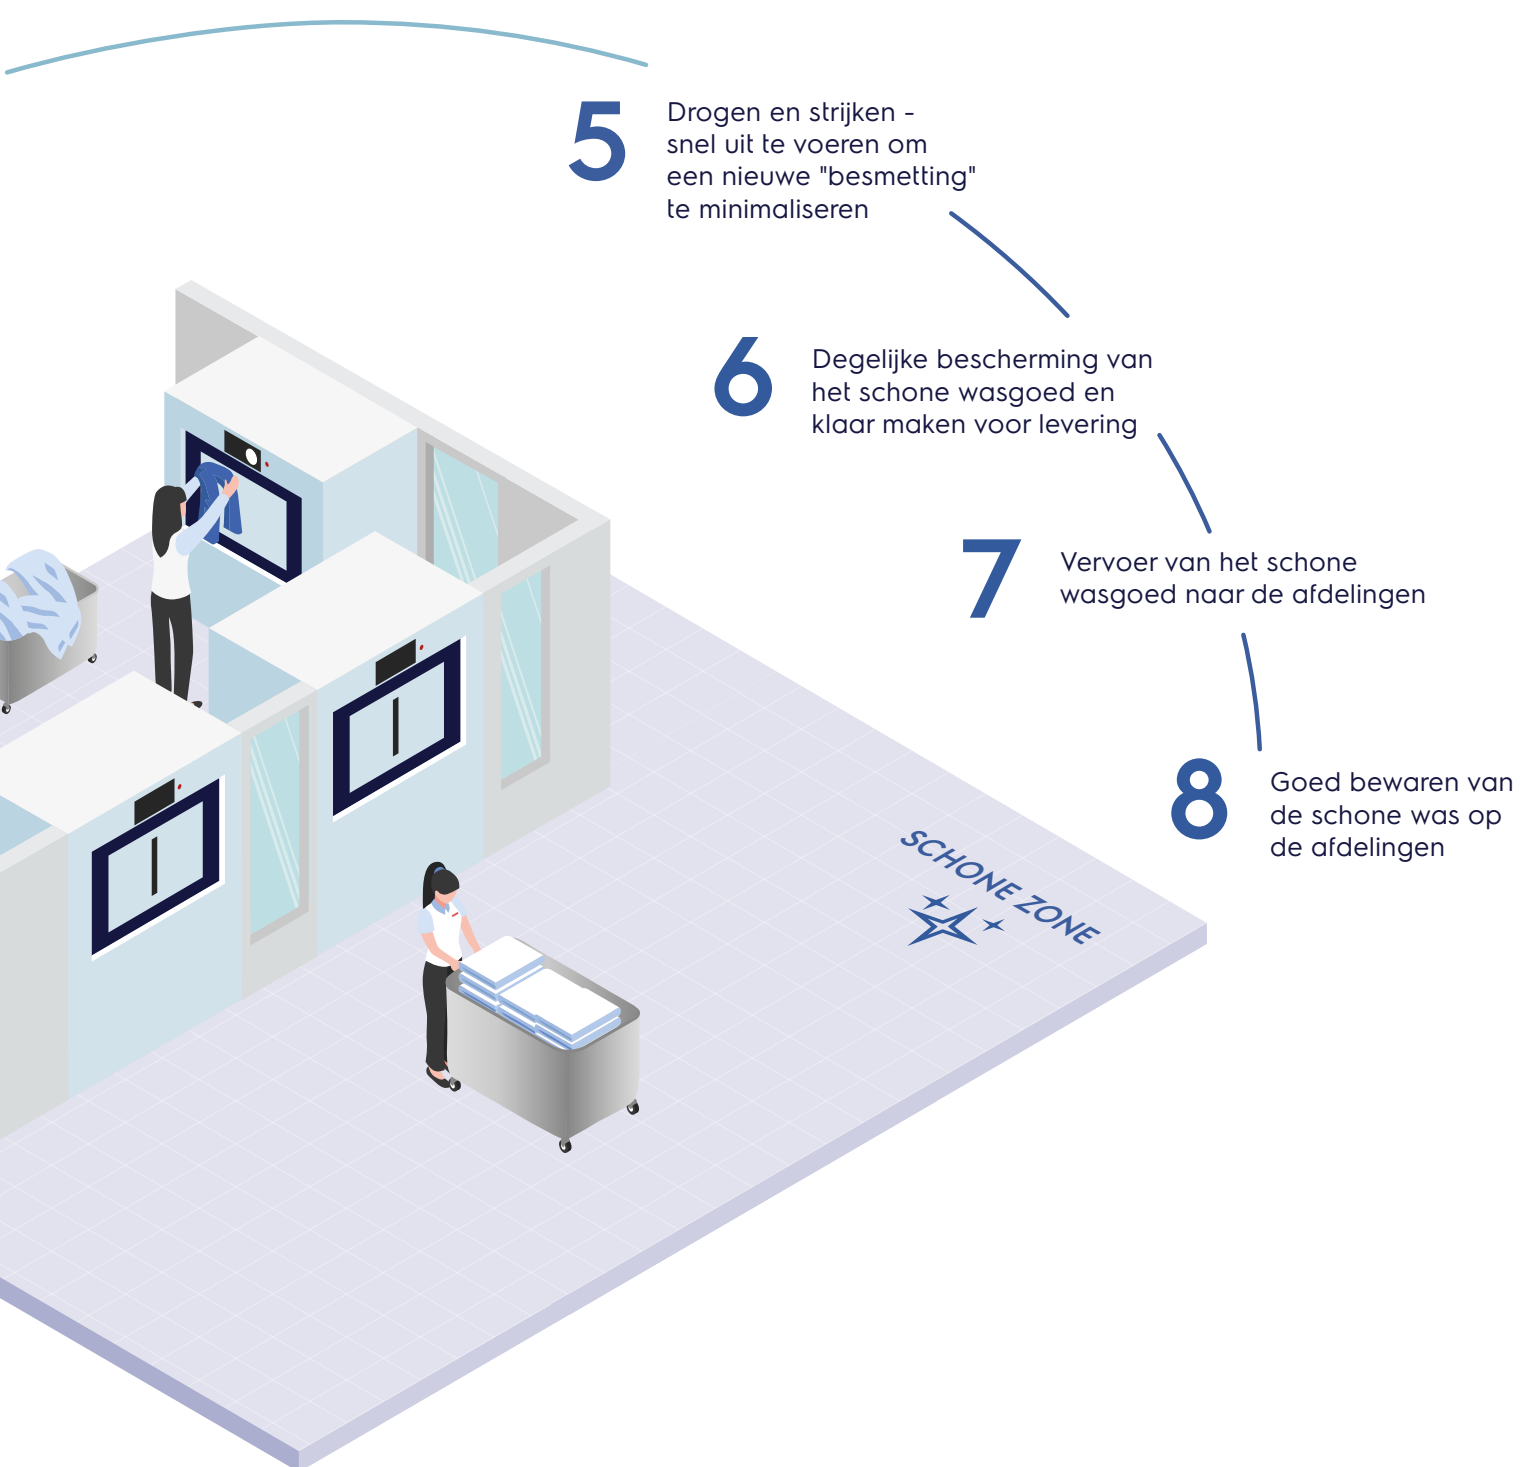 5
Drogen en strijken -
snel uit te voeren om
een nieuwe "besmetting"
te minimaliseren
6
Degelijke bescherming van
het schone wasgoed en
klaar maken voor levering
7
Vervoer van het schone
wasgoed naar de afdelingen
8
Goed bewaren van
de schone was op
de afdelingen
SCHONE ZONE